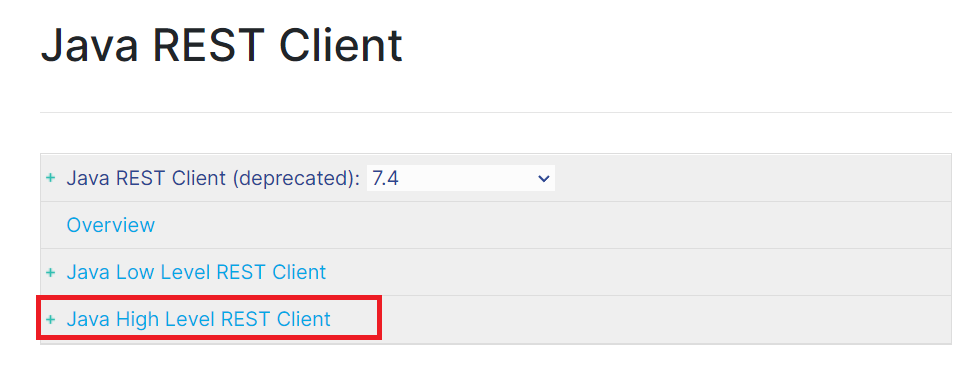 Java REST Client
+ Java REST Client (deprecated): 7.4
Overview
+ Java Low Level REST Client
+ Java High Level REST Client